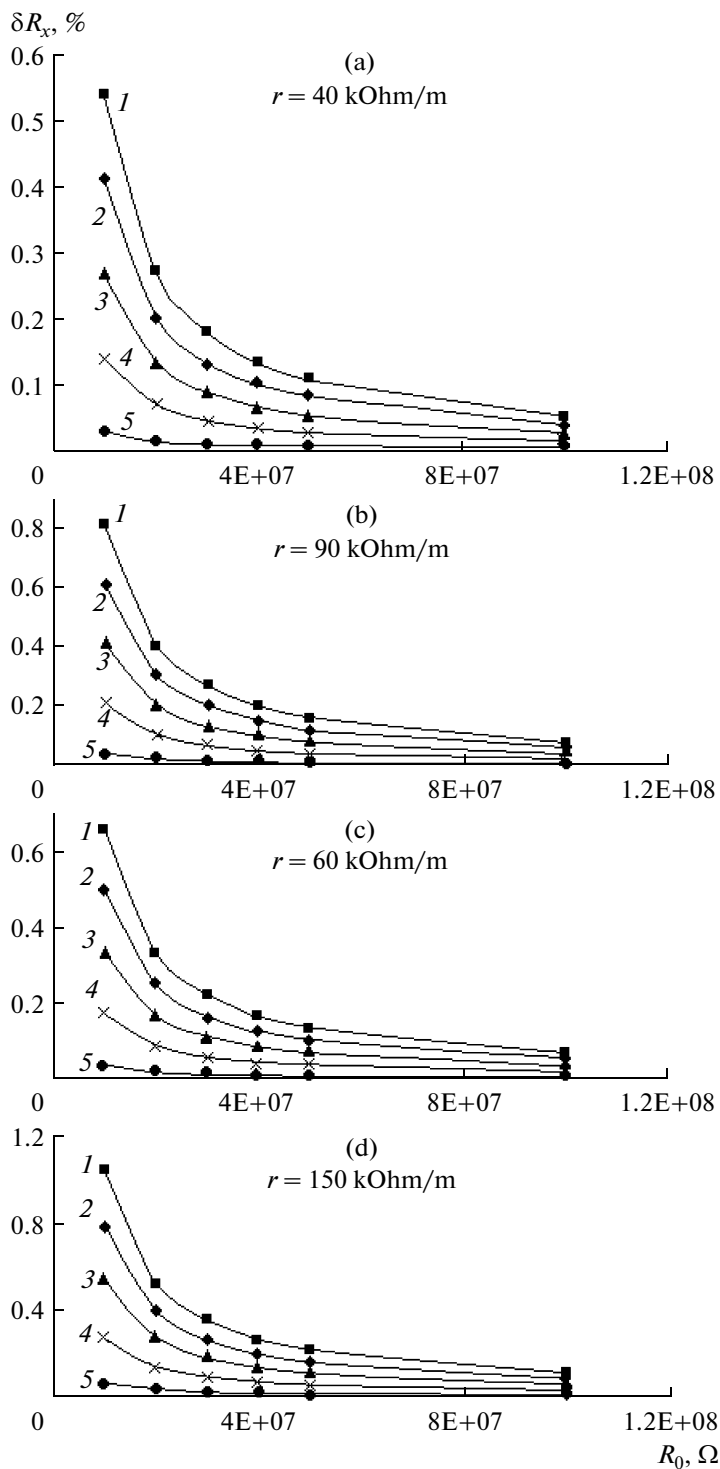 δRx, %
(a)
r = 40 kOhm/m
0.6
0.5
0.4
0.3
0.2
0.1
0
1
2
3
4
5
4E+07 8E+07 1.2E+08
(b)
r = 90 kOhm/m
0.8
0.6
0.4
0.2
0
1
2
3
4
5
4E+07 8E+07 1.2E+08
(c)
r = 60 kOhm/m
0.6
0.4
0.2
0
1
2
3
4
5
4E+07 8E+07 1.2E+08
(d)
r = 150 kOhm/m
1.2
0.8
0.4
0
1
2
3
4
5
4E+07 8E+07 1.2E+08
R0, Ω